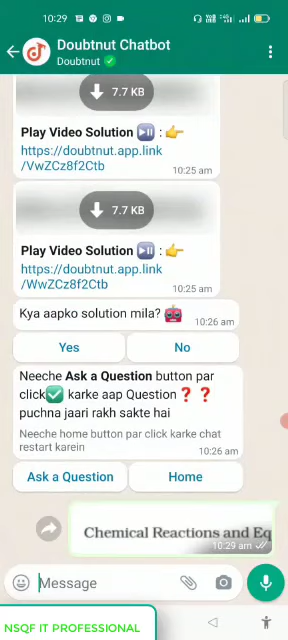 10:29
Doubtnut Chatbot
Doubtnut
7.7 KB
Play Video Solution ⏯ : 👉
https://doubtnut.app.link
/VwZCz8f2Ctb
10:25 am
7.7 KB
Play Video Solution ⏯ : 👉
https://doubtnut.app.link
/WwZCz8f2Ctb
10:25 am
Kya aapko solution mila? 🤖
10:26 am
Yes No
Neeche Ask a Question button par
click✅ karke aap Question❓ ❓
puchna jaari rakh sakte hai
Neeche home button par click karke chat
restart karein
10:26 am
Ask a Question Home
Chemical Reactions and Eq
10:29 am
Message
NSQF IT PROFESSIONAL